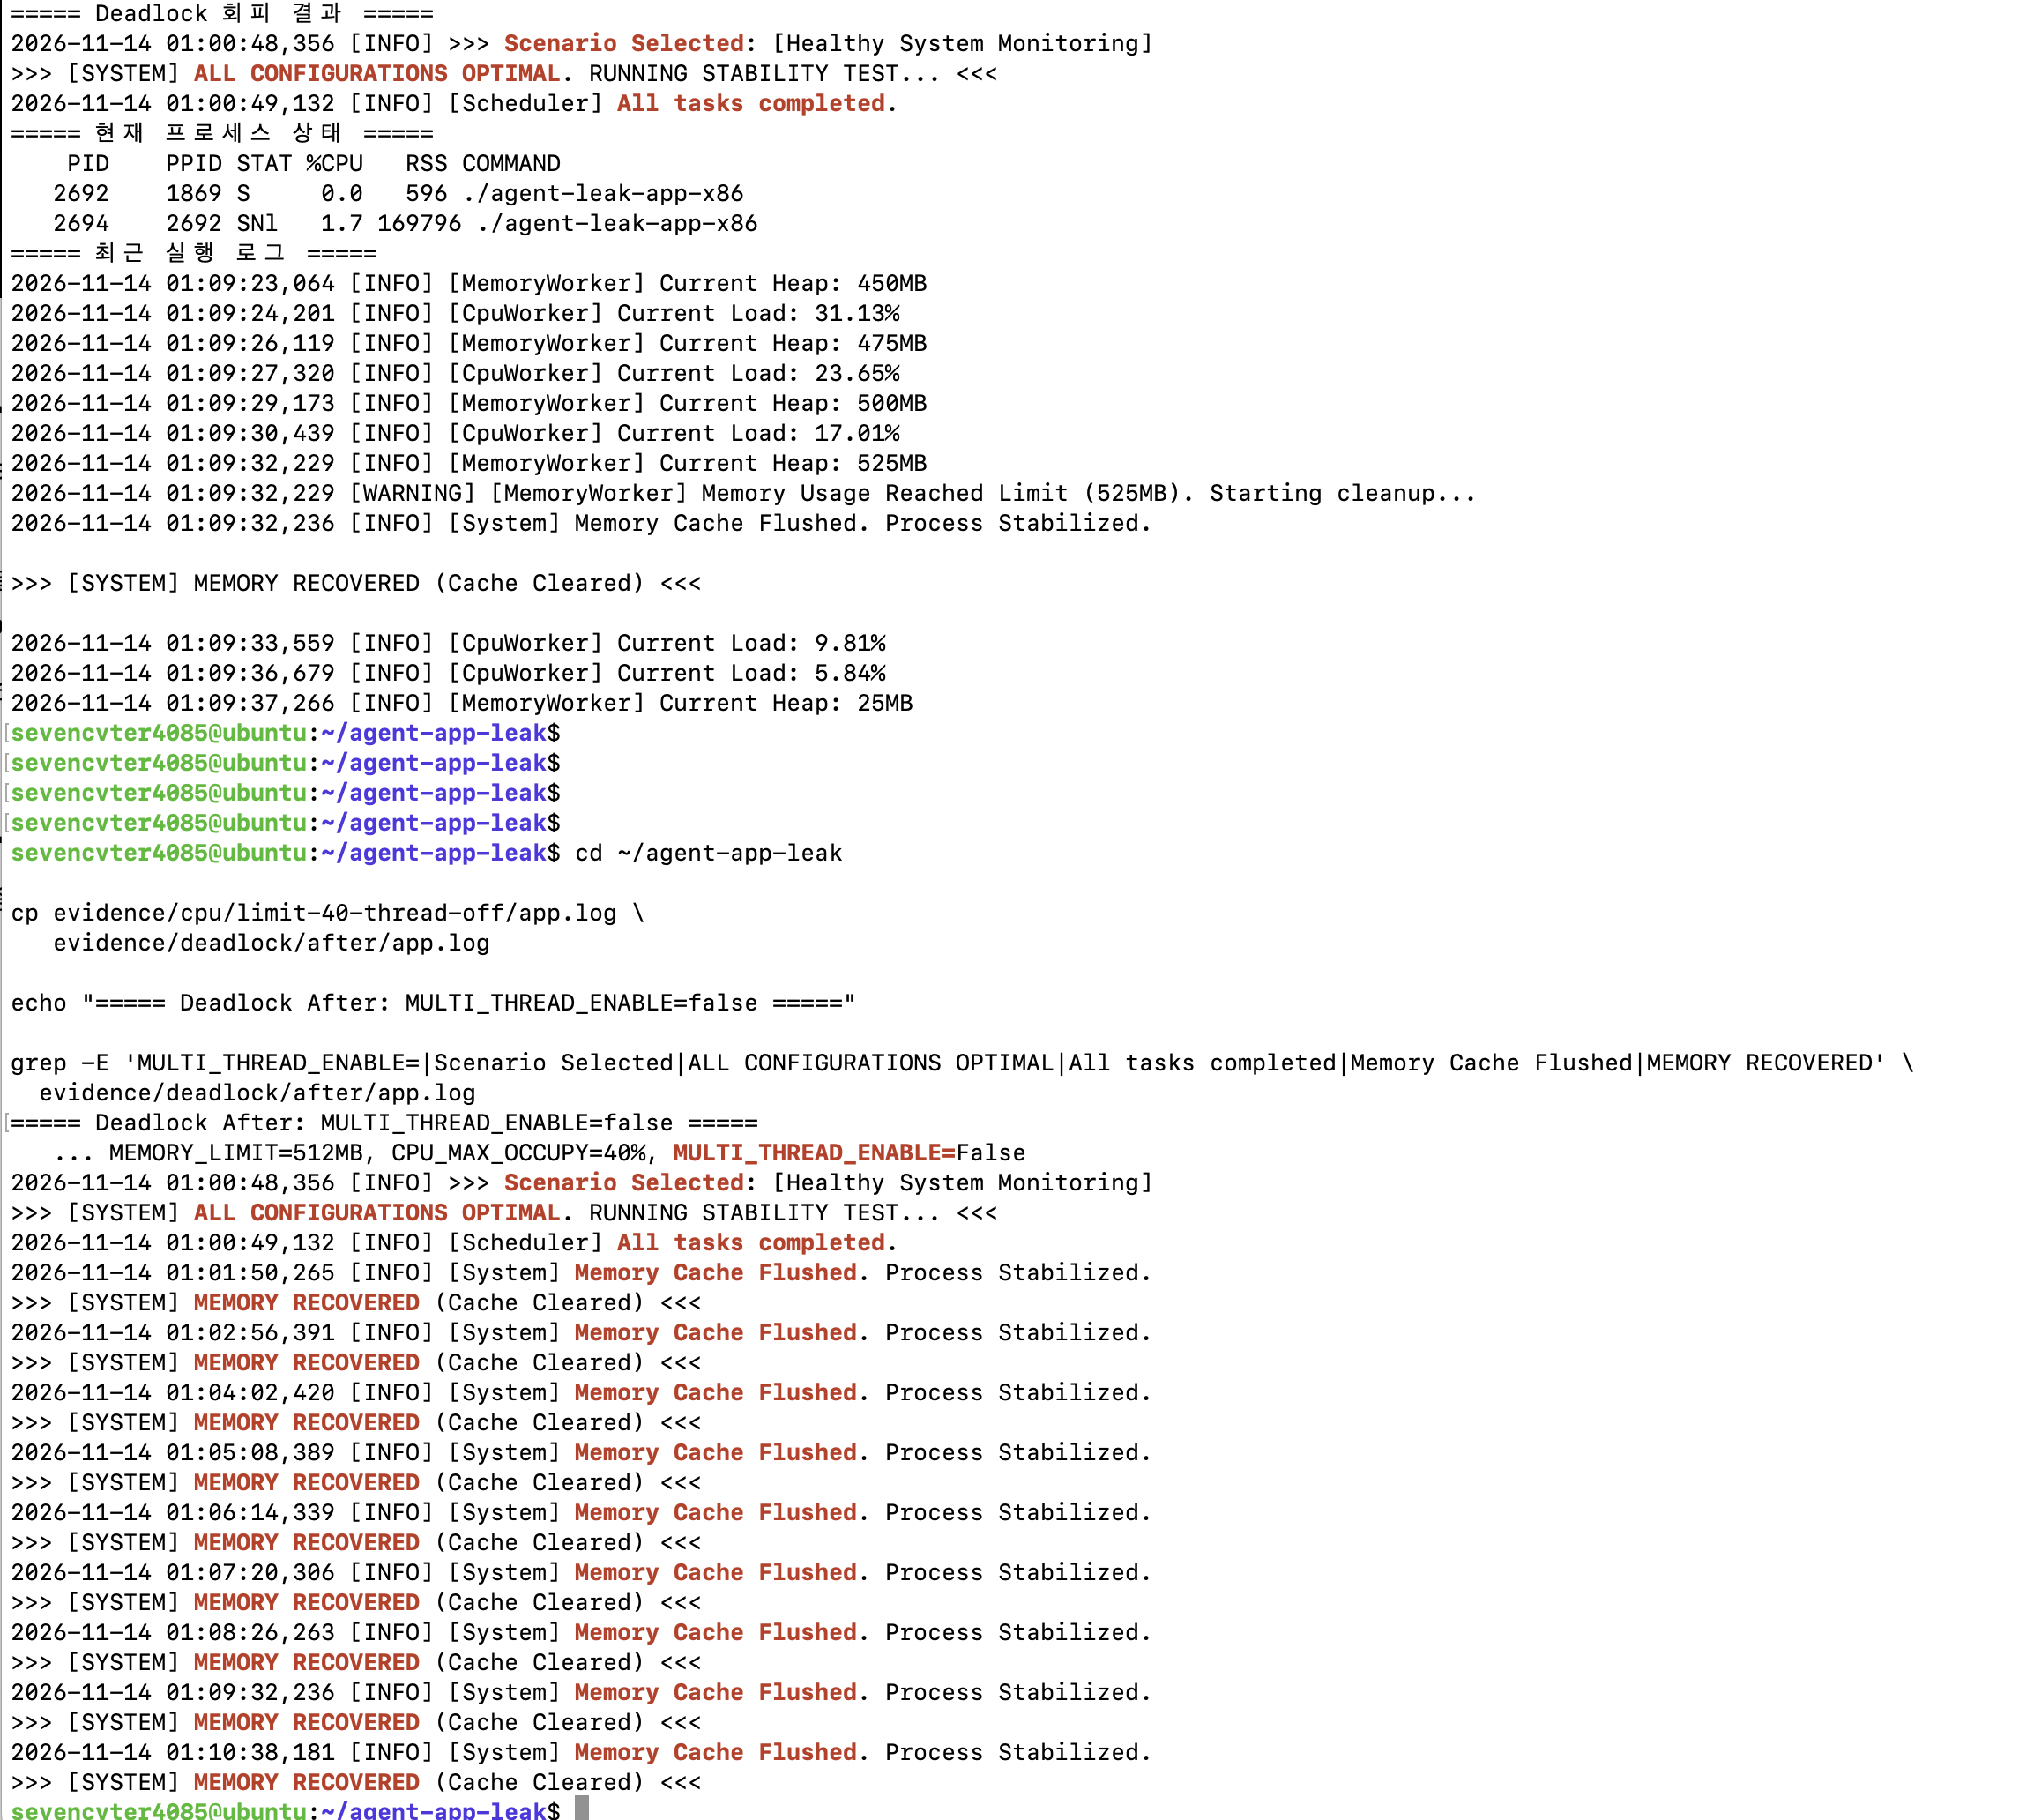 ===== Deadlock 회피 결과 =====
2026-11-14 01:00:48,356 [INFO] >>> Scenario Selected: [Healthy System Monitoring]
>>> [SYSTEM] ALL CONFIGURATIONS OPTIMAL. RUNNING STABILITY TEST... <<<
2026-11-14 01:00:49,132 [INFO] [Scheduler] All tasks completed.
===== 현재 프로세스 상태 =====
    PID    PPID STAT %CPU   RSS COMMAND
   2692    1869 S     0.0   596 ./agent-leak-app-x86
   2694    2692 SNl   1.7 169796 ./agent-leak-app-x86
===== 최근 실행 로그 =====
2026-11-14 01:09:23,064 [INFO] [MemoryWorker] Current Heap: 450MB
2026-11-14 01:09:24,201 [INFO] [CpuWorker] Current Load: 31.13%
2026-11-14 01:09:26,119 [INFO] [MemoryWorker] Current Heap: 475MB
2026-11-14 01:09:27,320 [INFO] [CpuWorker] Current Load: 23.65%
2026-11-14 01:09:29,173 [INFO] [MemoryWorker] Current Heap: 500MB
2026-11-14 01:09:30,439 [INFO] [CpuWorker] Current Load: 17.01%
2026-11-14 01:09:32,229 [INFO] [MemoryWorker] Current Heap: 525MB
2026-11-14 01:09:32,229 [WARNING] [MemoryWorker] Memory Usage Reached Limit (525MB). Starting cleanup...
2026-11-14 01:09:32,236 [INFO] [System] Memory Cache Flushed. Process Stabilized.
>>> [SYSTEM] MEMORY RECOVERED (Cache Cleared) <<<
2026-11-14 01:09:33,559 [INFO] [CpuWorker] Current Load: 9.81%
2026-11-14 01:09:36,679 [INFO] [CpuWorker] Current Load: 5.84%
2026-11-14 01:09:37,266 [INFO] [MemoryWorker] Current Heap: 25MB
sevencvter4085@ubuntu:~/agent-app-leak$
sevencvter4085@ubuntu:~/agent-app-leak$
sevencvter4085@ubuntu:~/agent-app-leak$
sevencvter4085@ubuntu:~/agent-app-leak$
sevencvter4085@ubuntu:~/agent-app-leak$ cd ~/agent-app-leak
cp evidence/cpu/limit-40-thread-off/app.log \
   evidence/deadlock/after/app.log
echo "===== Deadlock After: MULTI_THREAD_ENABLE=false ====="
grep -E 'MULTI_THREAD_ENABLE=|Scenario Selected|ALL CONFIGURATIONS OPTIMAL|All tasks completed|Memory Cache Flushed|MEMORY RECOVERED' \
  evidence/deadlock/after/app.log
===== Deadlock After: MULTI_THREAD_ENABLE=false =====
   ... MEMORY_LIMIT=512MB, CPU_MAX_OCCUPY=40%, MULTI_THREAD_ENABLE=False
2026-11-14 01:00:48,356 [INFO] >>> Scenario Selected: [Healthy System Monitoring]
>>> [SYSTEM] ALL CONFIGURATIONS OPTIMAL. RUNNING STABILITY TEST... <<<
2026-11-14 01:00:49,132 [INFO] [Scheduler] All tasks completed.
2026-11-14 01:01:50,265 [INFO] [System] Memory Cache Flushed. Process Stabilized.
>>> [SYSTEM] MEMORY RECOVERED (Cache Cleared) <<<
2026-11-14 01:02:56,391 [INFO] [System] Memory Cache Flushed. Process Stabilized.
>>> [SYSTEM] MEMORY RECOVERED (Cache Cleared) <<<
2026-11-14 01:04:02,420 [INFO] [System] Memory Cache Flushed. Process Stabilized.
>>> [SYSTEM] MEMORY RECOVERED (Cache Cleared) <<<
2026-11-14 01:05:08,389 [INFO] [System] Memory Cache Flushed. Process Stabilized.
>>> [SYSTEM] MEMORY RECOVERED (Cache Cleared) <<<
2026-11-14 01:06:14,339 [INFO] [System] Memory Cache Flushed. Process Stabilized.
>>> [SYSTEM] MEMORY RECOVERED (Cache Cleared) <<<
2026-11-14 01:07:20,306 [INFO] [System] Memory Cache Flushed. Process Stabilized.
>>> [SYSTEM] MEMORY RECOVERED (Cache Cleared) <<<
2026-11-14 01:08:26,263 [INFO] [System] Memory Cache Flushed. Process Stabilized.
>>> [SYSTEM] MEMORY RECOVERED (Cache Cleared) <<<
2026-11-14 01:09:32,236 [INFO] [System] Memory Cache Flushed. Process Stabilized.
>>> [SYSTEM] MEMORY RECOVERED (Cache Cleared) <<<
2026-11-14 01:10:38,181 [INFO] [System] Memory Cache Flushed. Process Stabilized.
>>> [SYSTEM] MEMORY RECOVERED (Cache Cleared) <<<
sevencvter4085@ubuntu:~/agent-app-leak$